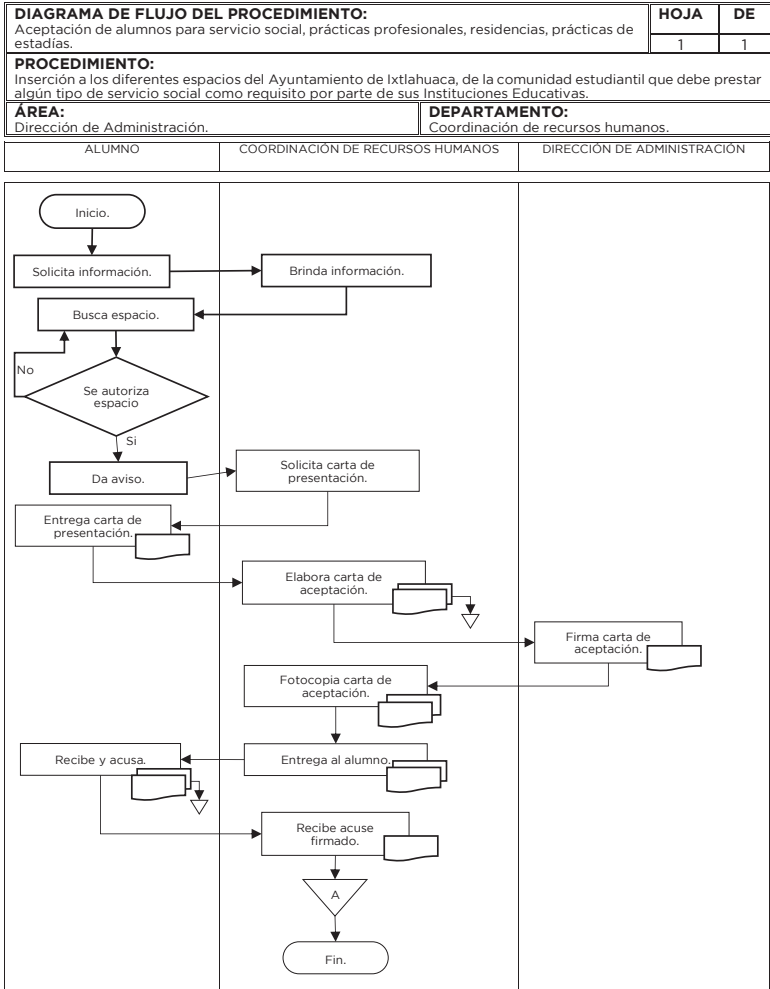 DIAGRAMA DE FLUJO DEL PROCEDIMIENTO:
Aceptación de alumnos para servicio social, prácticas profesionales, residencias, prácticas de
estadías.
HOJA
DE
1
1
PROCEDIMIENTO:
Inserción a los diferentes espacios del Ayuntamiento de Ixtlahuaca, de la comunidad estudiantil que debe prestar
algún tipo de servicio social como requisito por parte de sus Instituciones Educativas.
ÁREA:
Dirección de Administración.
DEPARTAMENTO:
Coordinación de recursos humanos.
ALUMNO
COORDINACIÓN DE RECURSOS HUMANOS
DIRECCIÓN DE ADMINISTRACIÓN
Inicio.
Solicita información.
Brinda información.
Busca espacio.
No
Se autoriza
espacio
Si
Da aviso.
Solicita carta de
presentación.
Entrega carta de
presentación.
Elabora carta de
aceptación.
Firma carta de
aceptación.
Fotocopia carta de
aceptación.
Entrega al alumno.
Recibe y acusa.
Recibe acuse
firmado.
A
Fin.